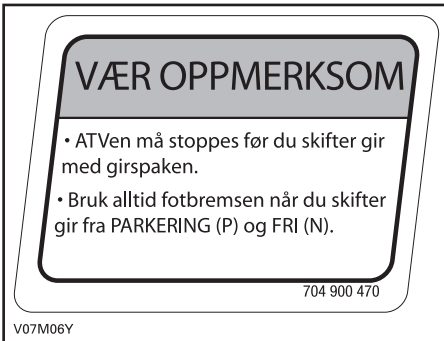 VÆR OPPMERKSOM
• ATVen må stoppes før du skifter gir
med girspaken.
• Bruk alltid fotbremsen når du skifter
gir fra PARKERING (P) og FRI (N).
704 900 470
V07M06Y